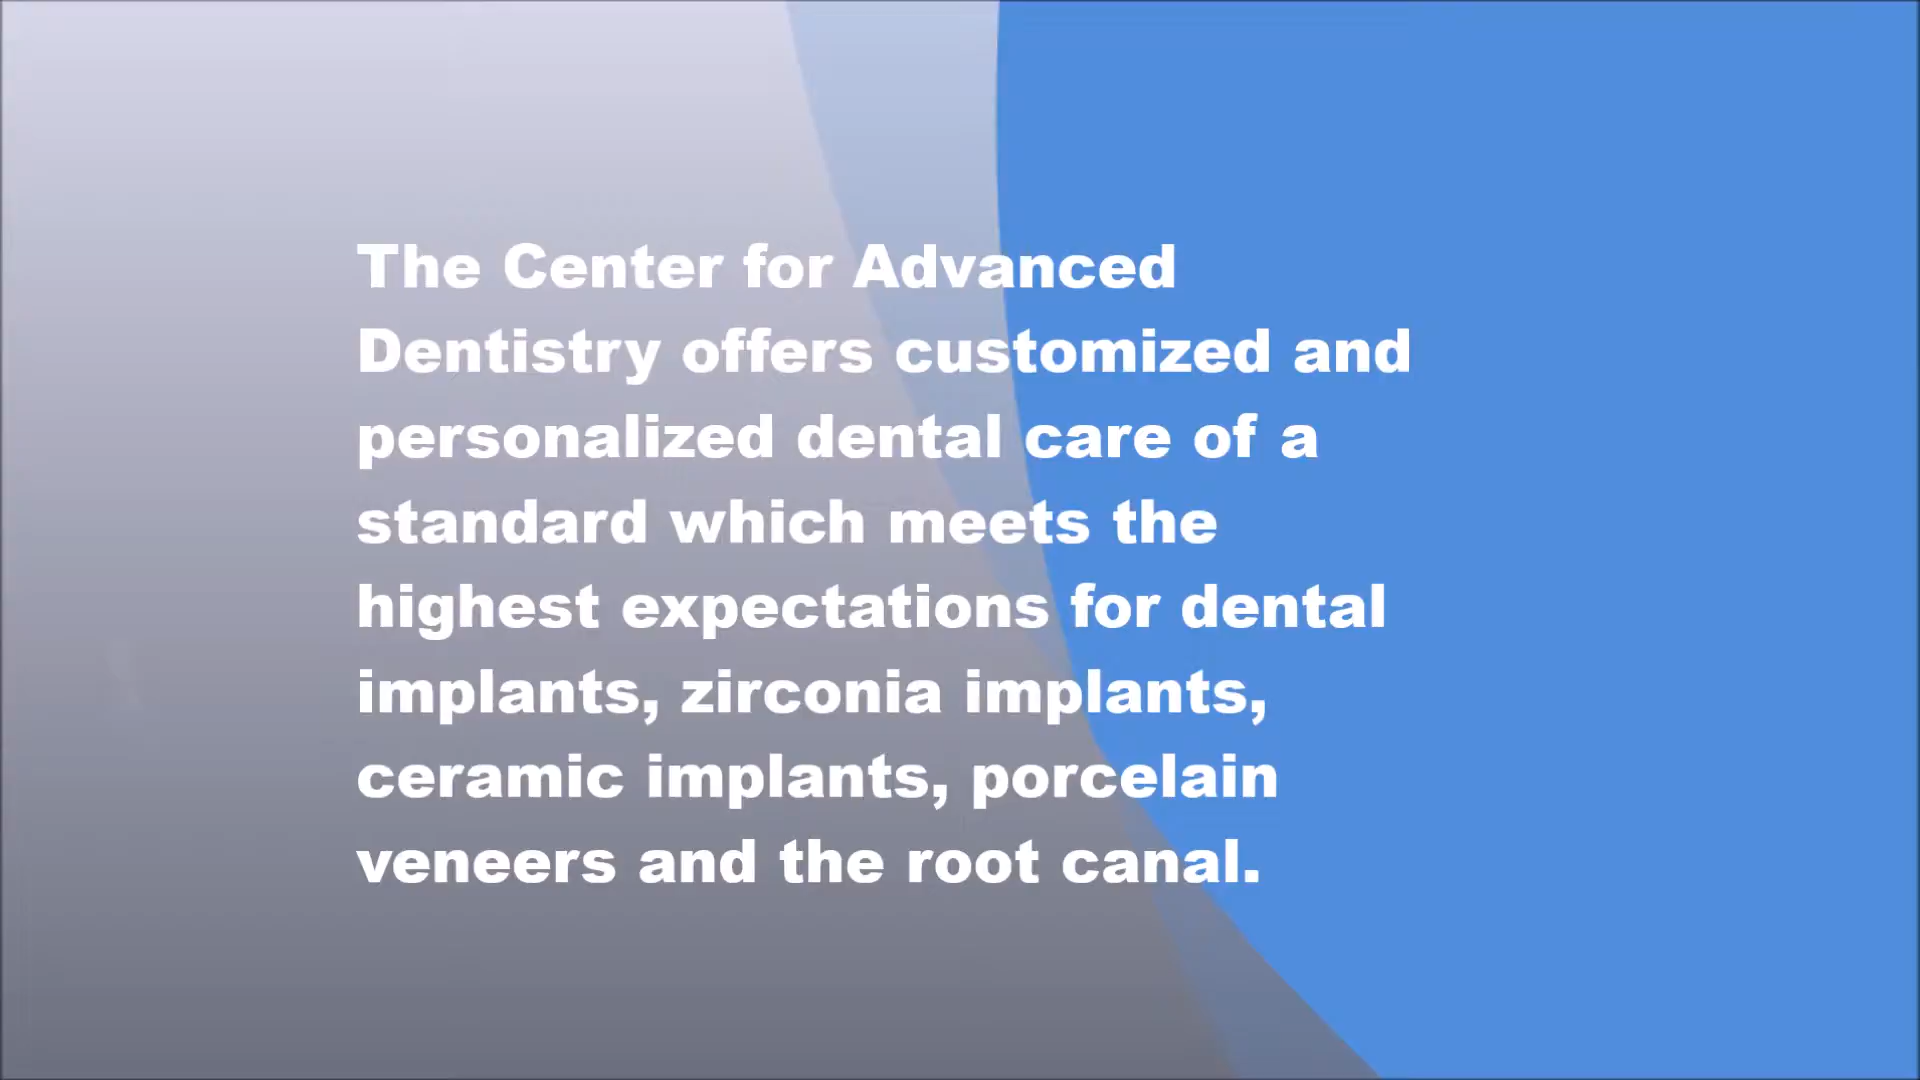 The Center for Advanced
Dentistry offers customized and
personalized dental care of a
standard which meets the
highest expectations for dental
implants, zirconia implants,
ceramic implants, porcelain
veneers and the root canal.